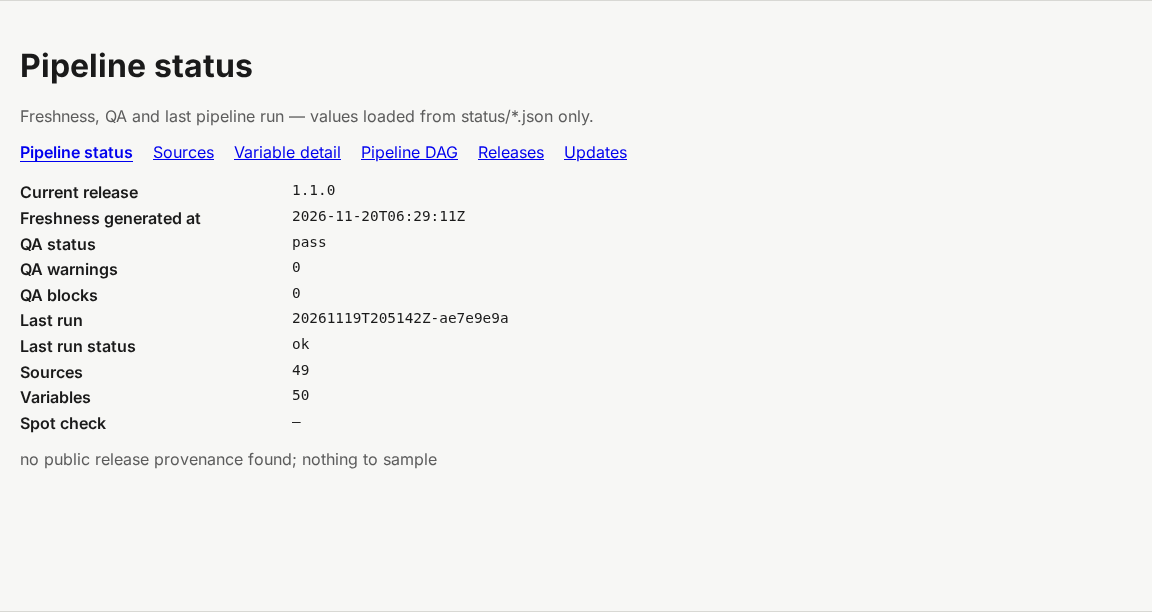 Pipeline status
Freshness, QA and last pipeline run — values loaded from status/*.json only.
Pipeline status Sources Variable detail Pipeline DAG Releases Updates
Current release 1.1.0
Freshness generated at 2026-11-20T06:29:11Z
QA status pass
QA warnings 0
QA blocks 0
Last run 20261119T205142Z-ae7e9e9a
Last run status ok
Sources 49
Variables 50
Spot check —
no public release provenance found; nothing to sample